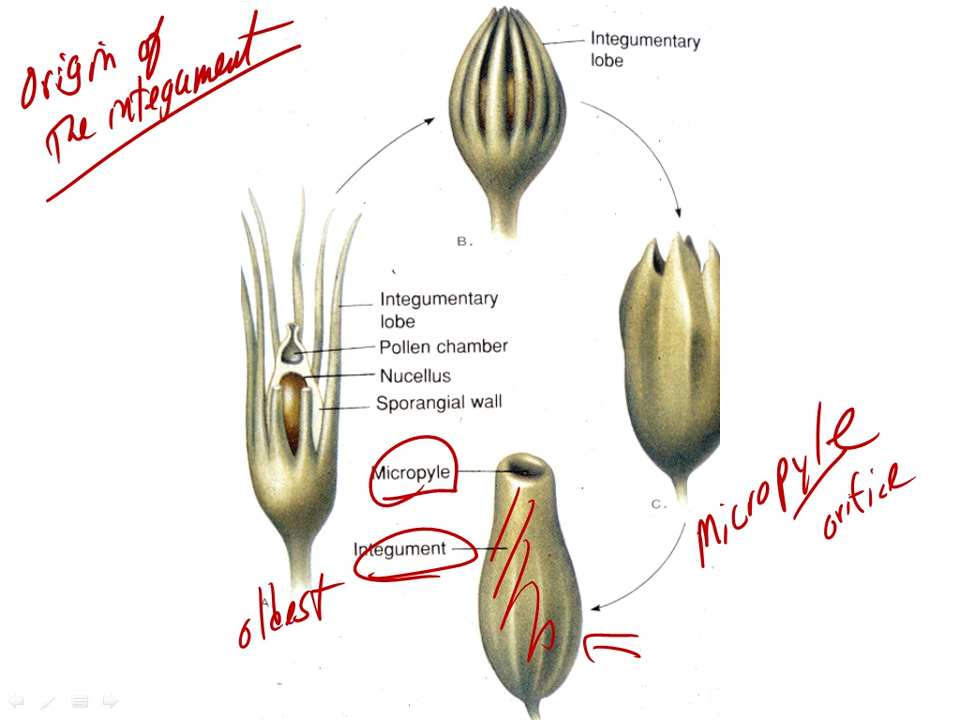 Origin of
The integument
Integumentary
lobe
B.
Integumentary
lobe
Pollen chamber
Nucellus
Sporangial wall
Micropyle
Integument
C.
Micropyle
orifice
A.
oldest